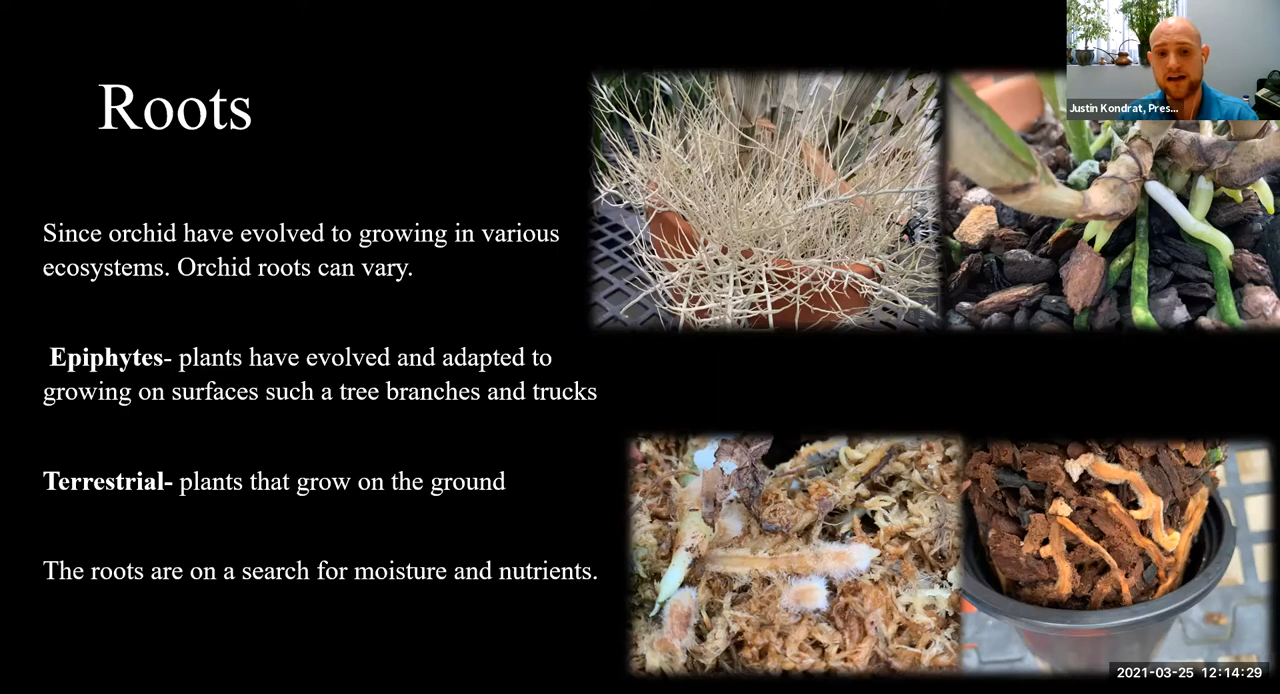 Roots
Since orchid have evolved to growing in various
ecosystems. Orchid roots can vary.
Epiphytes- plants have evolved and adapted to
growing on surfaces such a tree branches and trucks
Terrestrial- plants that grow on the ground
The roots are on a search for moisture and nutrients.
Justin Kondrat, Pres...
2021-03-25 12:14:29